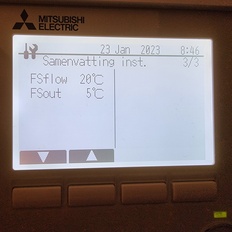 MITSUBISHI
ELECTRIC
23 Jan 2023 8:46
Samenvatting inst. 3/3
FSflow 20℃
FSout 5℃